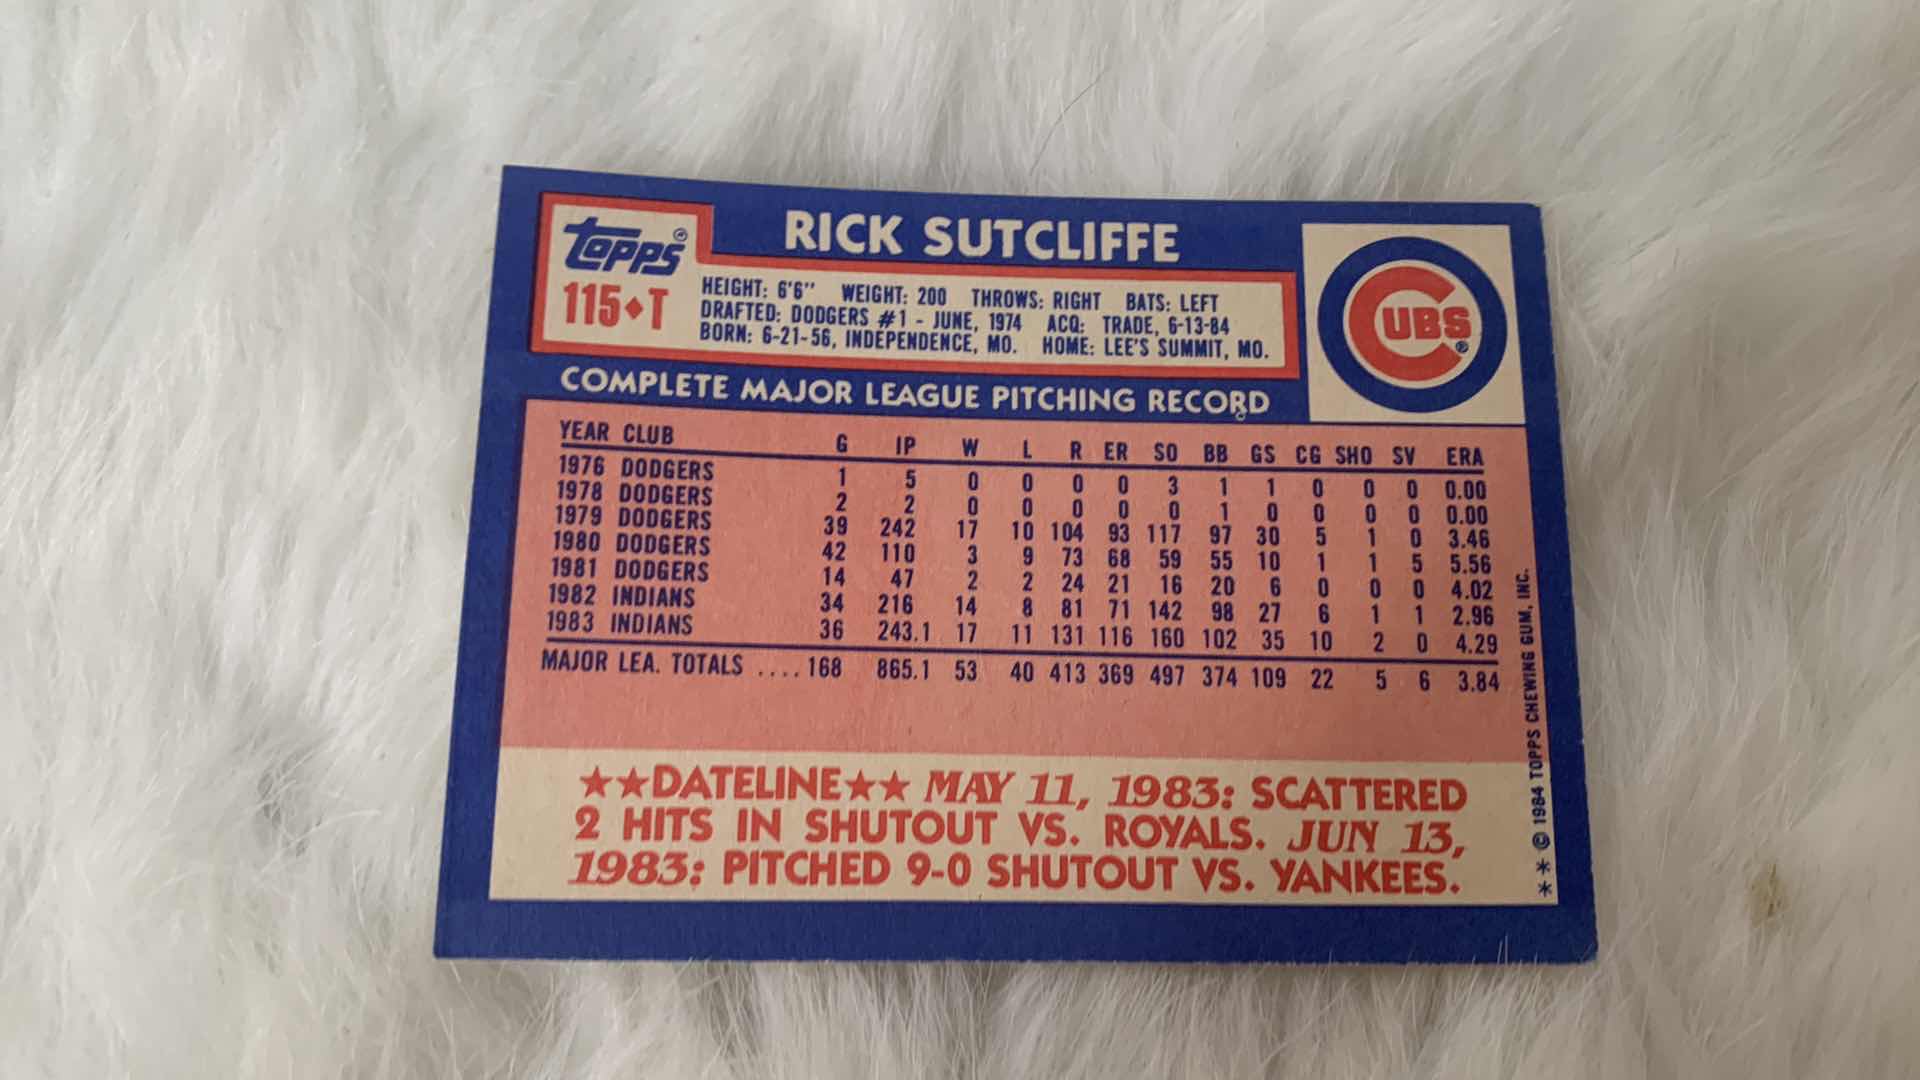 topps®
115♦T
RICK SUTCLIFFE
HEIGHT: 6'6" WEIGHT: 200 THROWS: RIGHT BATS: LEFT
DRAFTED: DODGERS #1 - JUNE, 1974 ACQ: TRADE, 6-13-84
BORN: 6-21-56, INDEPENDENCE, MO. HOME: LEE'S SUMMIT, MO.
CUBS®
COMPLETE MAJOR LEAGUE PITCHING RECORD
YEAR CLUB G IP W L R ER SO BB GS CG SHO SV ERA
1976 DODGERS 1 5 0 0 0 0 3 1 1 0 0 0 0.00
1978 DODGERS 2 2 0 0 0 0 0 1 0 0 0 0 0.00
1979 DODGERS 39 242 17 10 104 93 117 97 30 5 1 0 3.46
1980 DODGERS 42 110 3 9 73 68 59 55 10 1 1 5 5.56
1981 DODGERS 14 47 2 2 24 21 16 20 6 0 0 0 4.02
1982 INDIANS 34 216 14 8 81 71 142 98 27 6 1 1 2.96
1983 INDIANS 36 243.1 17 11 131 116 160 102 35 10 2 0 4.29
MAJOR LEA. TOTALS .... 168 865.1 53 40 413 369 497 374 109 22 5 6 3.84
★★DATELINE★★ MAY 11, 1983: SCATTERED
2 HITS IN SHUTOUT VS. ROYALS. JUN 13,
1983: PITCHED 9-0 SHUTOUT VS. YANKEES.
** © 1984 TOPPS CHEWING GUM, INC.